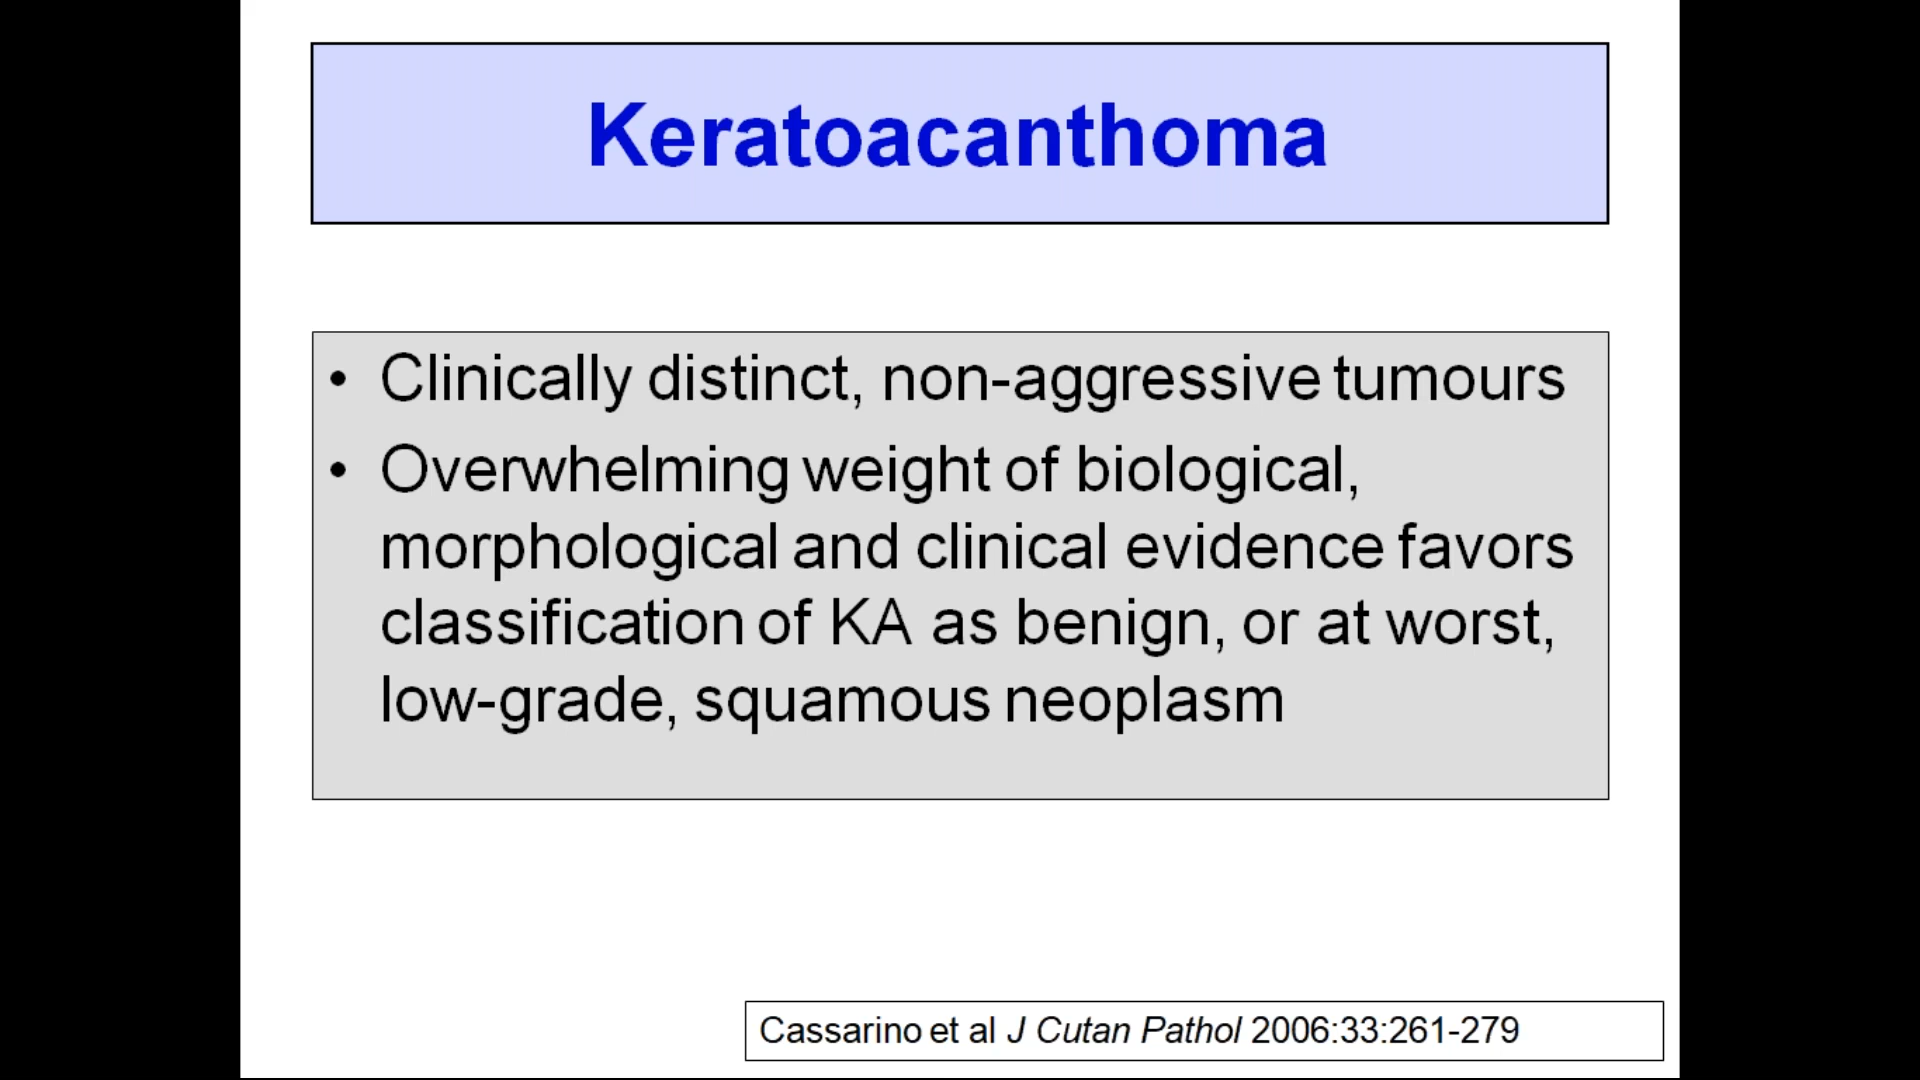 Keratoacanthoma
• Clinically distinct, non-aggressive tumours
• Overwhelming weight of biological,
morphological and clinical evidence favors
classification of KA as benign, or at worst,
low-grade, squamous neoplasm
Cassarino et al J Cutan Pathol 2006:33:261-279